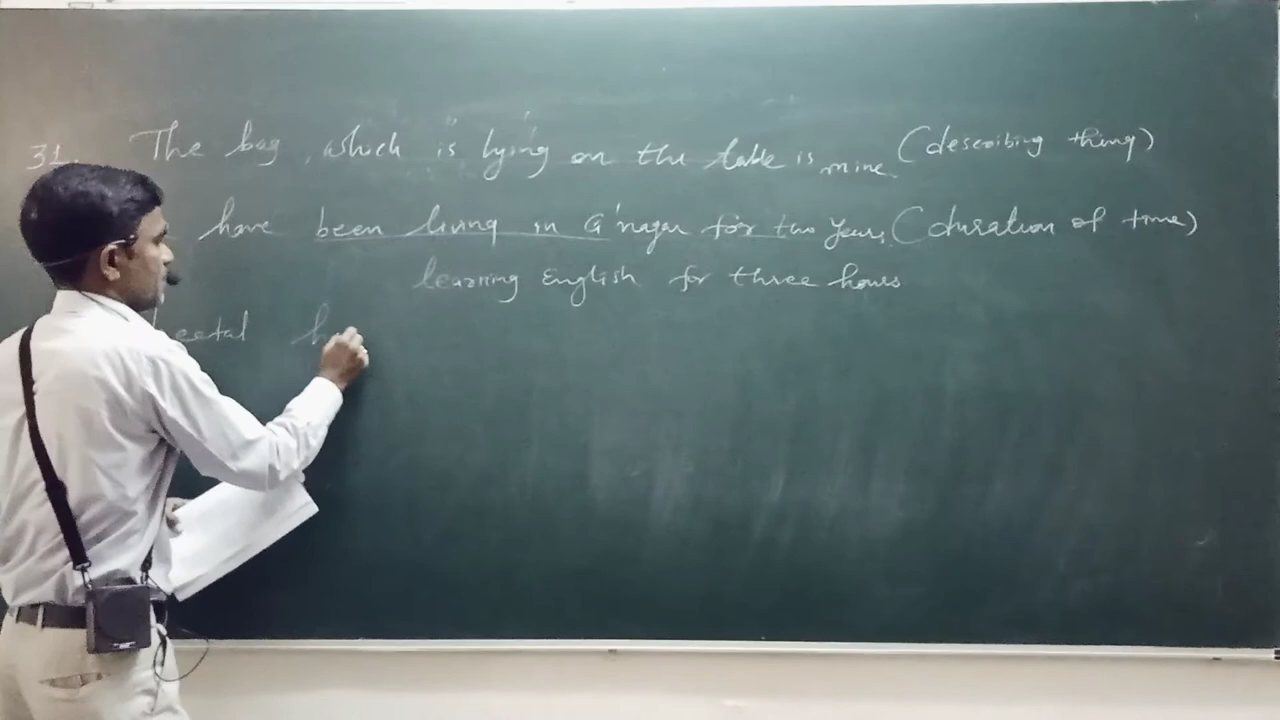 31. The bag, which is lying on the table is mine. (describing thing)
have been living in G'nagar for two years. (duration of time)
learning English for three hours
eetal